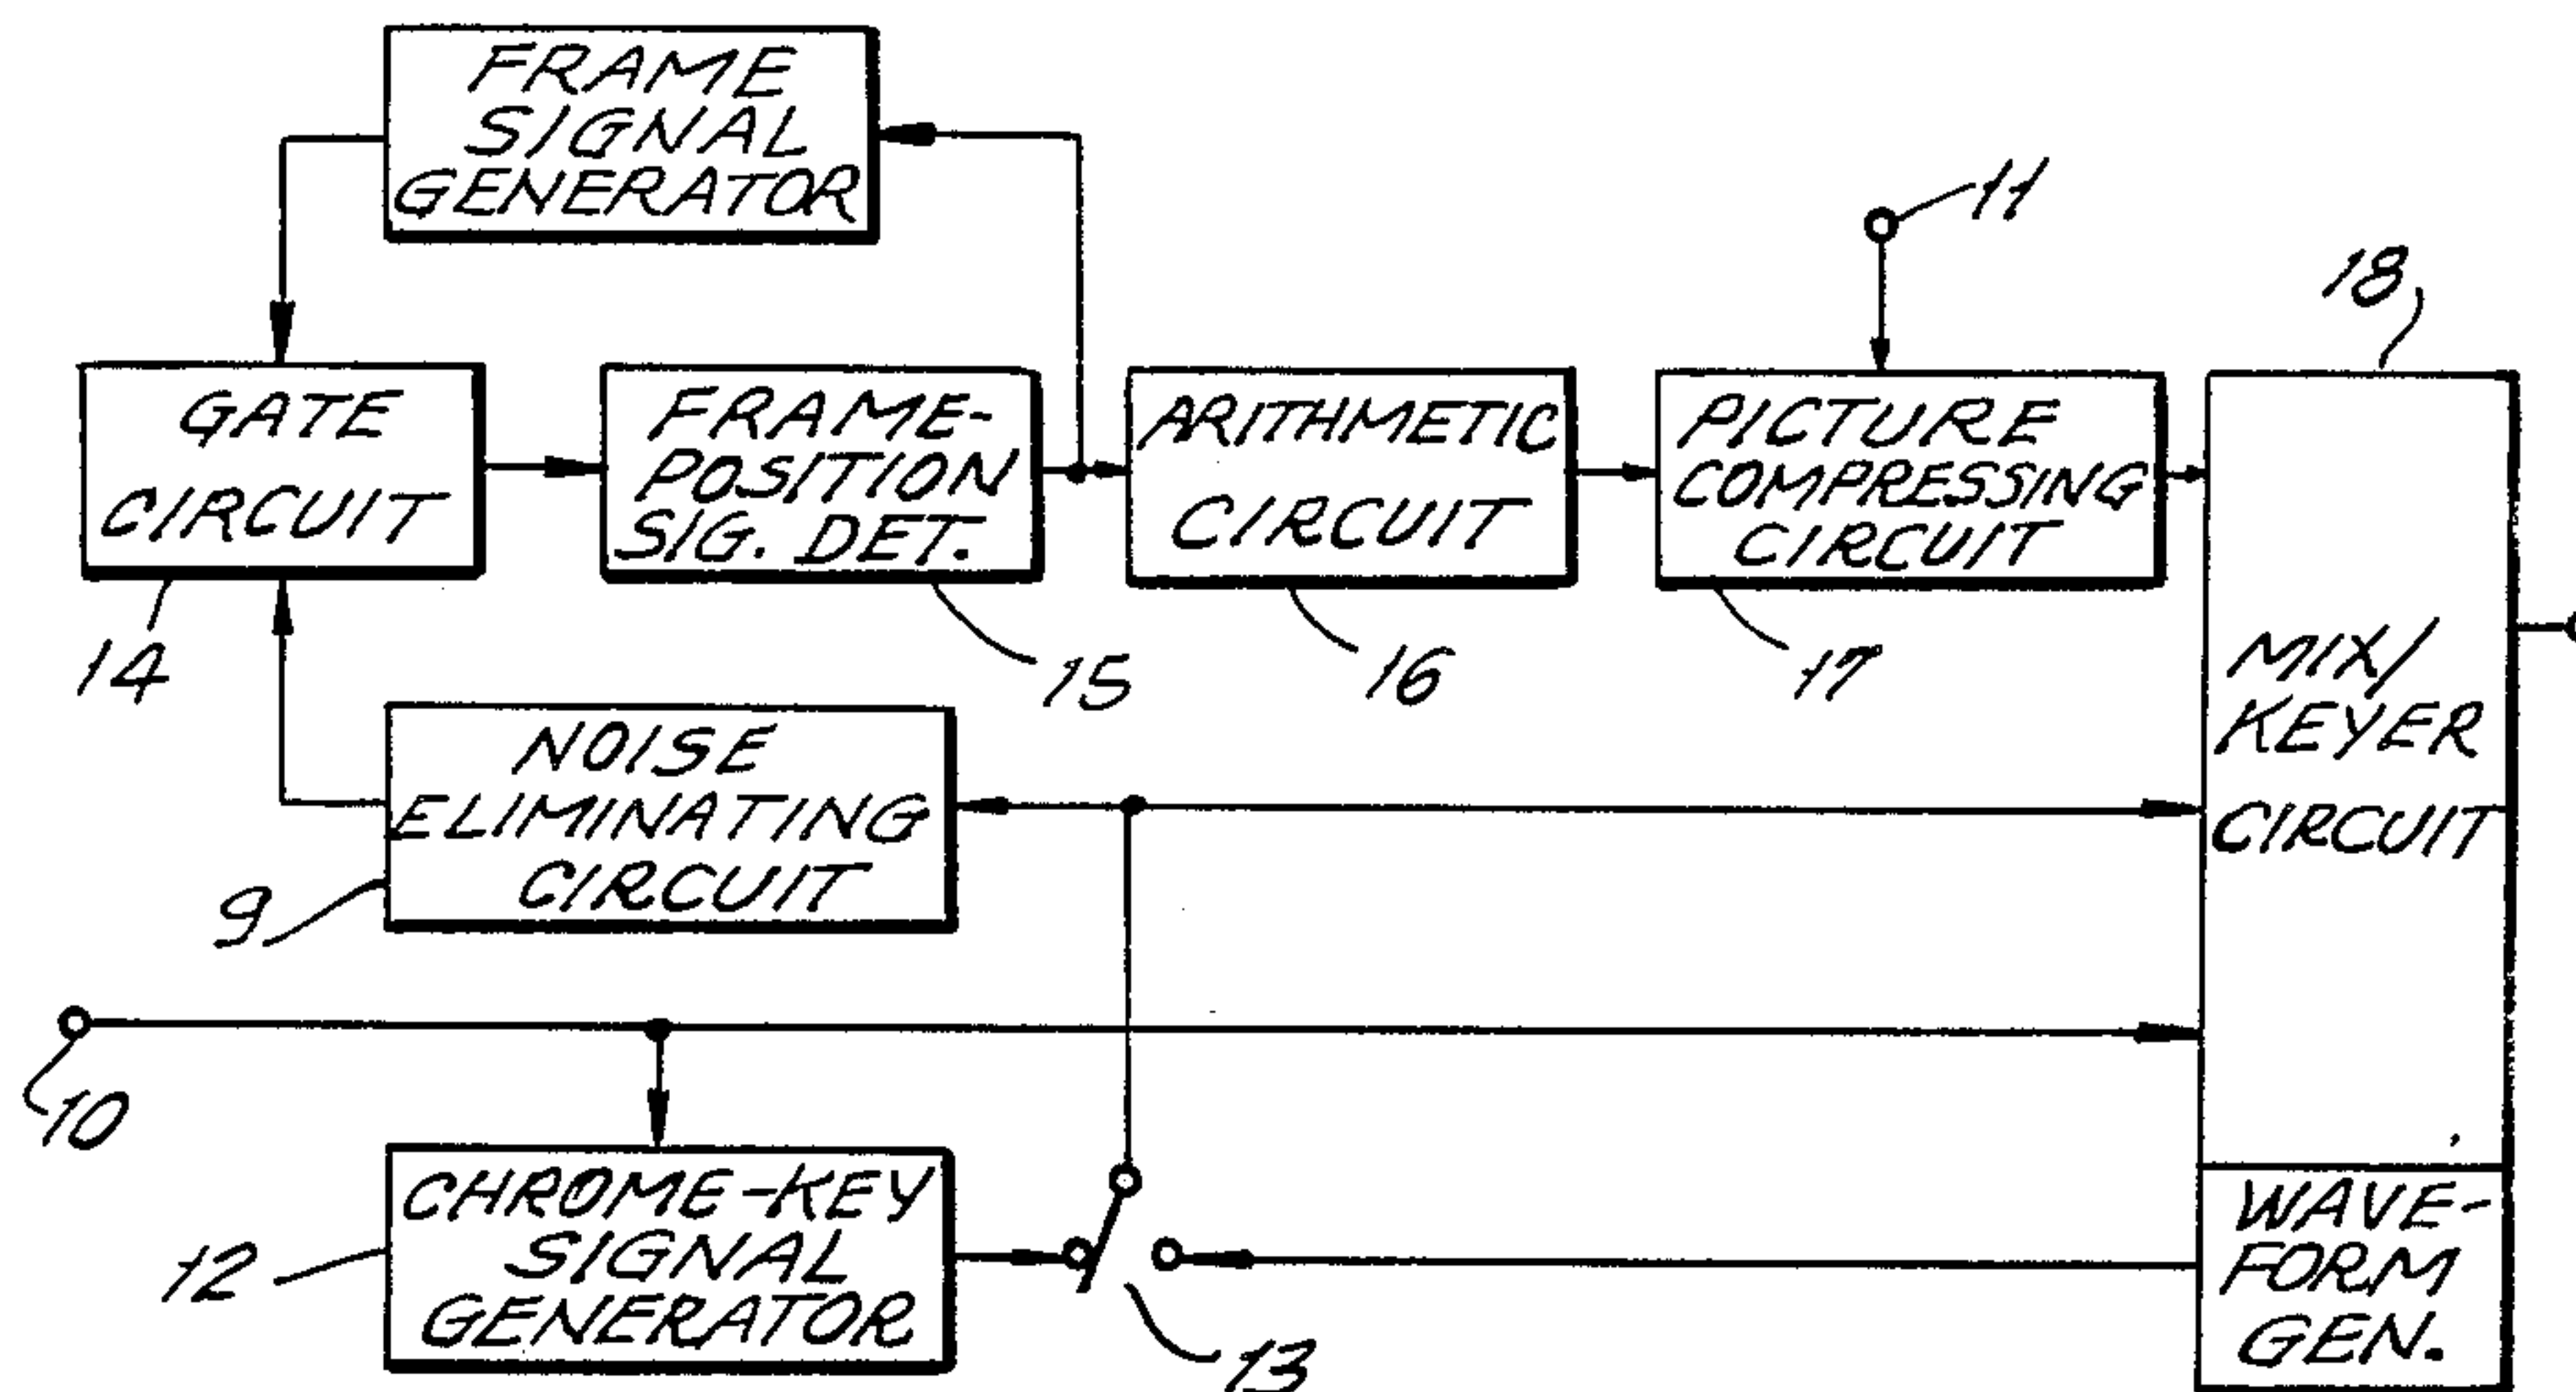 FRAME
SIGNAL
GENERATOR
11
18
GATE
CIRCUIT
14
FRAME-
POSITION
SIG. DET.
15
ARITHMETIC
CIRCUIT
16
PICTURE
COMPRESSING
CIRCUIT
17
MIX/
KEYER
CIRCUIT
NOISE
ELIMINATING
CIRCUIT
9
10
CHROME-KEY
SIGNAL
GENERATOR
12
13
WAVE-
FORM
GEN.